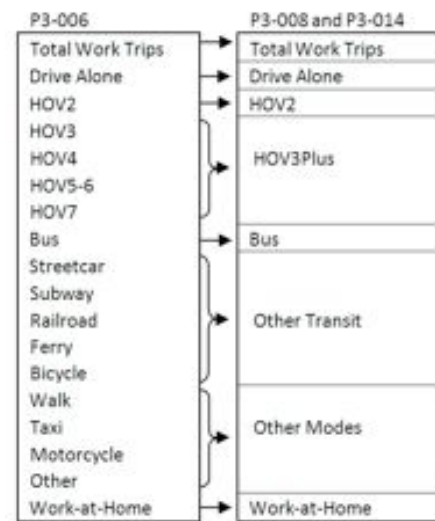 P3-006
P3-008 and P3-014
Total Work Trips
Total Work Trips
Drive Alone
Drive Alone
HOV2
HOV2
HOV3
HOV4
HOV5-6
HOV7
HOV3Plus
Bus
Bus
Streetcar
Subway
Railroad
Ferry
Bicycle
Other Transit
Walk
Taxi
Motorcycle
Other
Other Modes
Work-at-Home
Work-at-Home